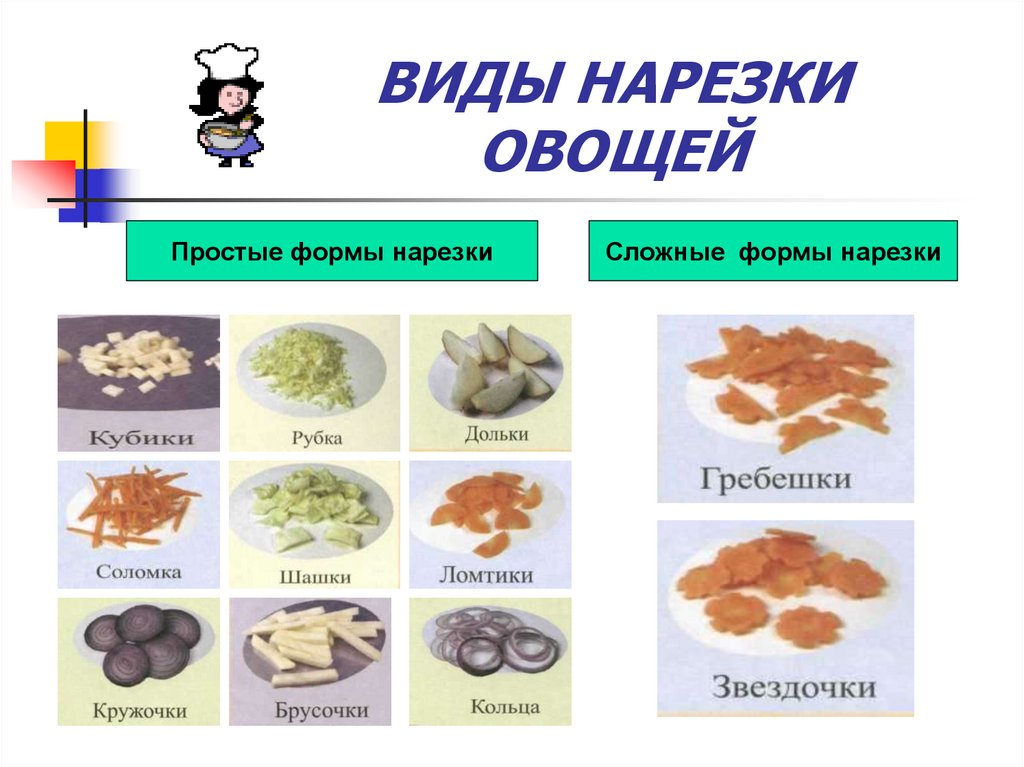 ВИДЫ НАРЕЗКИ
ОВОЩЕЙ
Простые формы нарезки
Сложные формы нарезки
Кубики
Рубка
Дольки
Соломка
Шашки
Ломтики
Кружочки
Брусочки
Кольца
Гребешки
Звездочки